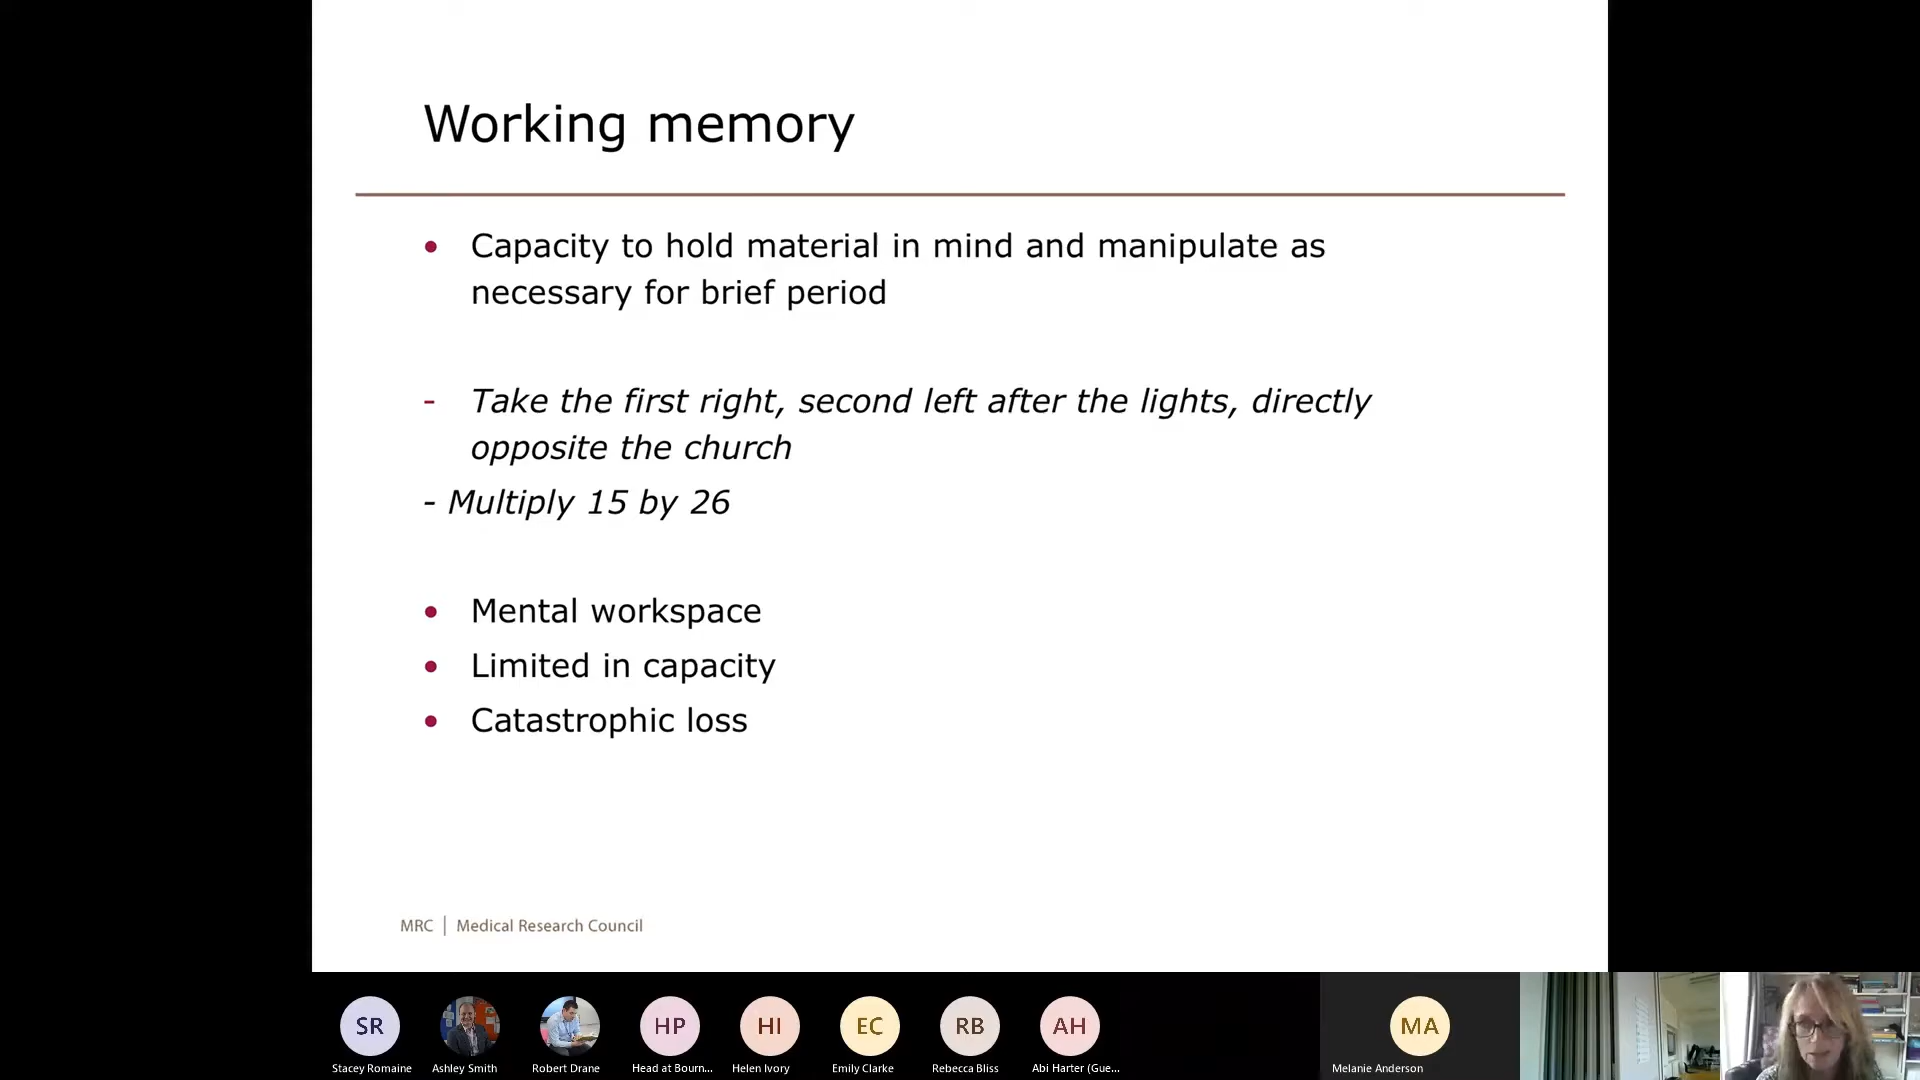 Working memory
• Capacity to hold material in mind and manipulate as
necessary for brief period
- Take the first right, second left after the lights, directly
opposite the church
- Multiply 15 by 26
• Mental workspace
• Limited in capacity
• Catastrophic loss
MRC | Medical Research Council
SR HP HI EC RB AH MA
Stacey Romaine Ashley Smith Robert Drane Head at Bourn... Helen Ivory Emily Clarke Rebecca Bliss Abi Harter (Gue... Melanie Anderson